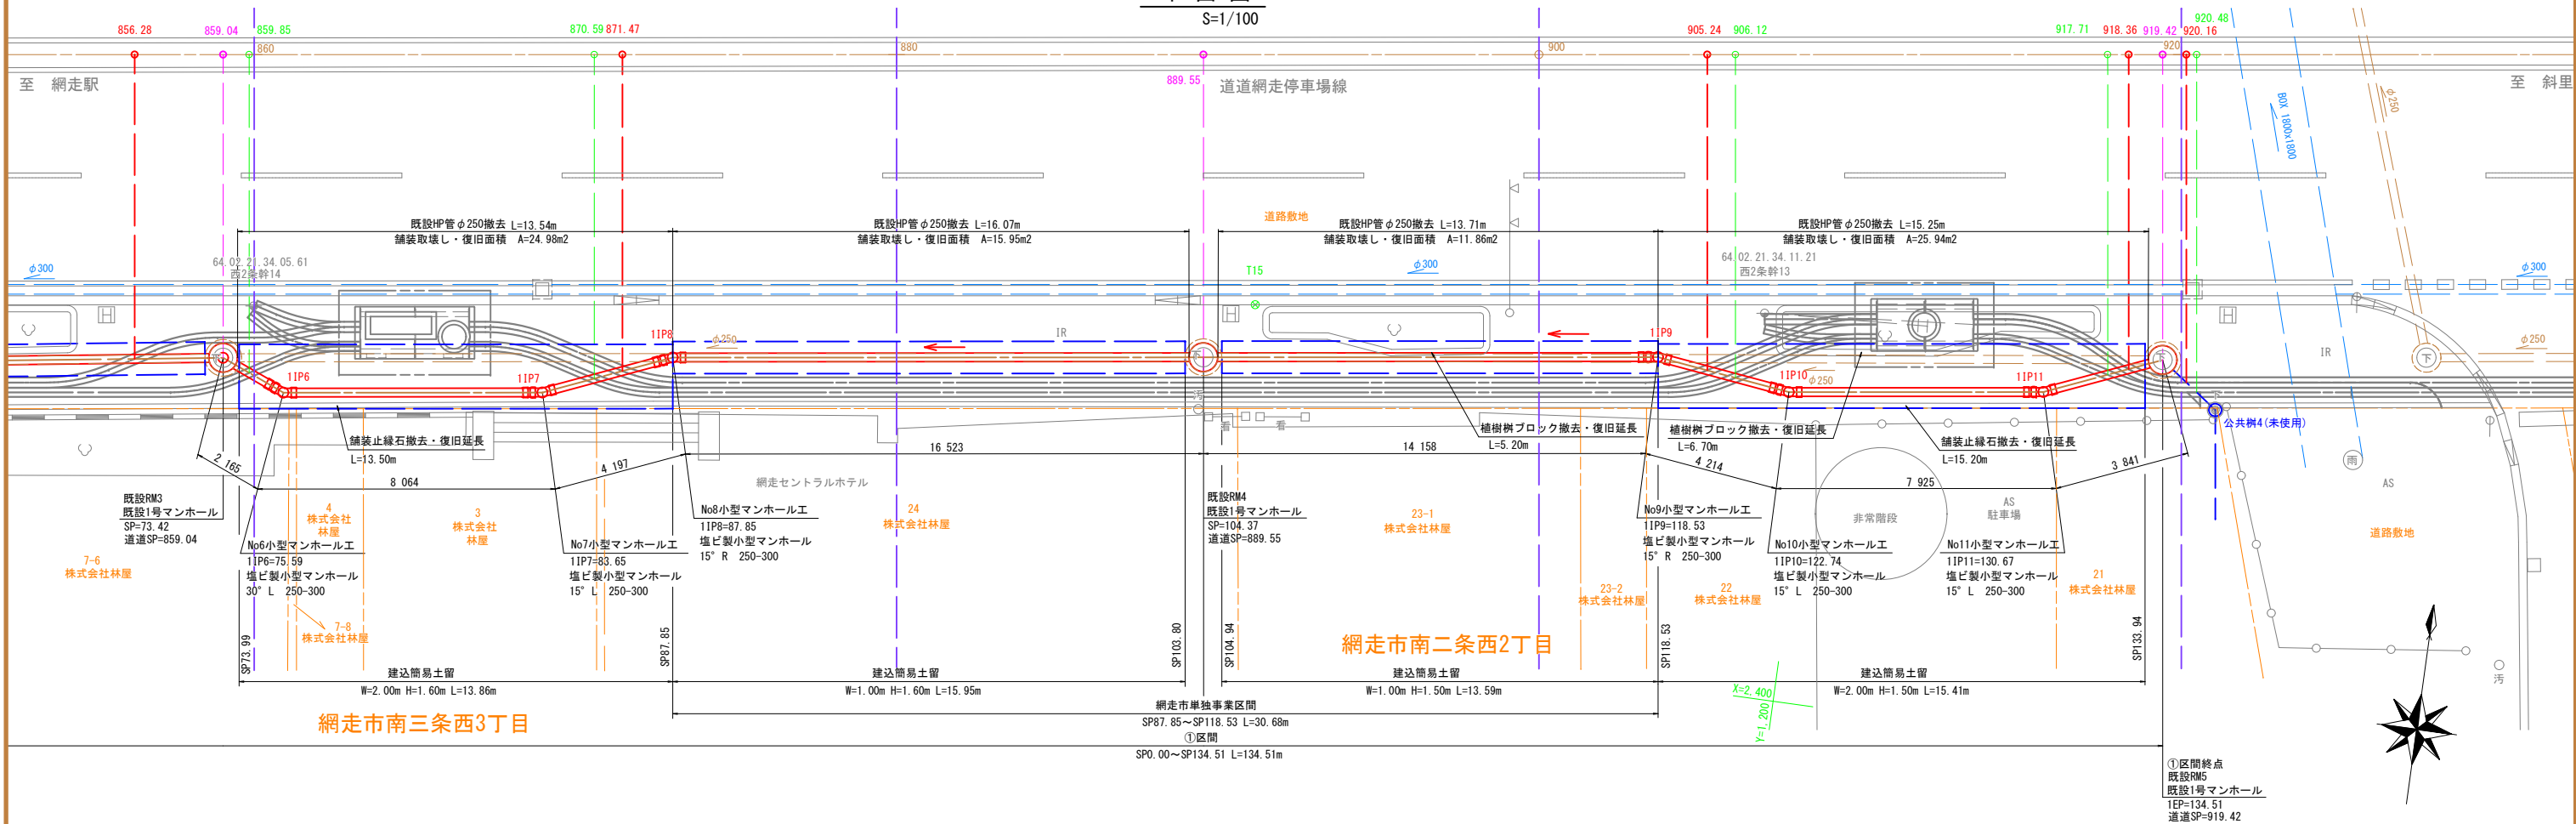 S=1/100
856.28
859.04
859.85
870.59
871.47
889.55
905.24
906.12
917.71
918.36
919.42
920.16
920.48
860
880
900
920
至 網走駅
道道網走停車場線
至 斜里
BOX 1800x1800
φ250
既設HP管φ250撤去 L=13.54m
舗装取壊し・復旧面積 A=24.98m2
既設HP管φ250撤去 L=16.07m
舗装取壊し・復旧面積 A=15.95m2
道路敷地
既設HP管φ250撤去 L=13.71m
舗装取壊し・復旧面積 A=11.86m2
既設HP管φ250撤去 L=15.25m
舗装取壊し・復旧面積 A=25.94m2
64.02.21.34.05.61
西2条幹14
64.02.21.34.11.21
西2条幹13
φ300
T15
φ300
φ300
H
H
H
H
1IP8
φ250
IR
1IP9
IR
φ250
下
1IP6
1IP7
1IP10
φ250
1IP11
汚
看
看
公共桝4(未使用)
舗装止縁石撤去・復旧延長
L=13.50m
植樹桝ブロック撤去・復旧延長
L=5.20m
植樹桝ブロック撤去・復旧延長
L=6.70m
舗装止縁石撤去・復旧延長
L=15.20m
2 165
8 064
4 197
16 523
14 158
4 214
7 925
3 841
雨
AS
網走セントラルホテル
非常階段
AS
駐車場
既設RM3
既設1号マンホール
SP=73.42
道道SP=859.04
4
株式会社
林屋
3
株式会社
林屋
No8小型マンホール工
1IP8=87.85
塩ビ製小型マンホール
15°R 250-300
24
株式会社林屋
既設RM4
既設1号マンホール
SP=104.37
道道SP=889.55
23-1
株式会社林屋
No9小型マンホール工
1IP9=118.53
塩ビ製小型マンホール
15°R 250-300
道路敷地
7-6
株式会社林屋
No6小型マンホール工
1IP6=75.59
塩ビ製小型マンホール
30°L 250-300
No7小型マンホール工
1IP7=83.65
塩ビ製小型マンホール
15°L 250-300
No10小型マンホール工
1IP10=122.74
塩ビ製小型マンホール
15°L 250-300
No11小型マンホール工
1IP11=130.67
塩ビ製小型マンホール
15°L 250-300
23-2
株式会社林屋
22
株式会社林屋
21
株式会社林屋
7-8
株式会社林屋
SP73.99
SP87.85
SP103.80
SP104.94
SP118.53
SP133.94
網走市南二条西2丁目
汚
建込簡易土留
W=2.00m H=1.60m L=13.86m
建込簡易土留
W=1.00m H=1.60m L=15.95m
建込簡易土留
W=1.00m H=1.50m L=13.59m
建込簡易土留
W=2.00m H=1.50m L=15.41m
X=2,400
Y=1,200
網走市南三条西3丁目
網走市単独事業区間
SP87.85～SP118.53 L=30.68m
①区間
SP0.00～SP134.51 L=134.51m
①区間終点
既設RM5
既設1号マンホール
1EP=134.51
道道SP=919.42